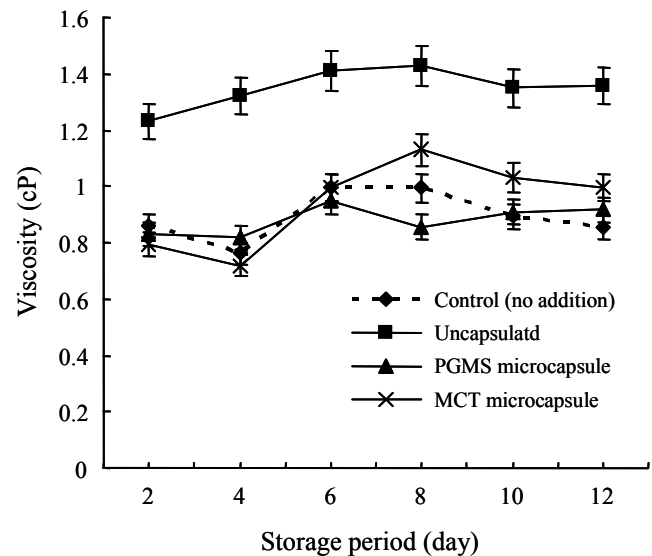 1.6
1.4
1.2
1
0.8
0.6
0.4
0.2
0
Viscosity (cP)
Control (no addition)
Uncapsulatd
PGMS microcapsule
MCT microcapsule
2 4 6 8 10 12
Storage period (day)